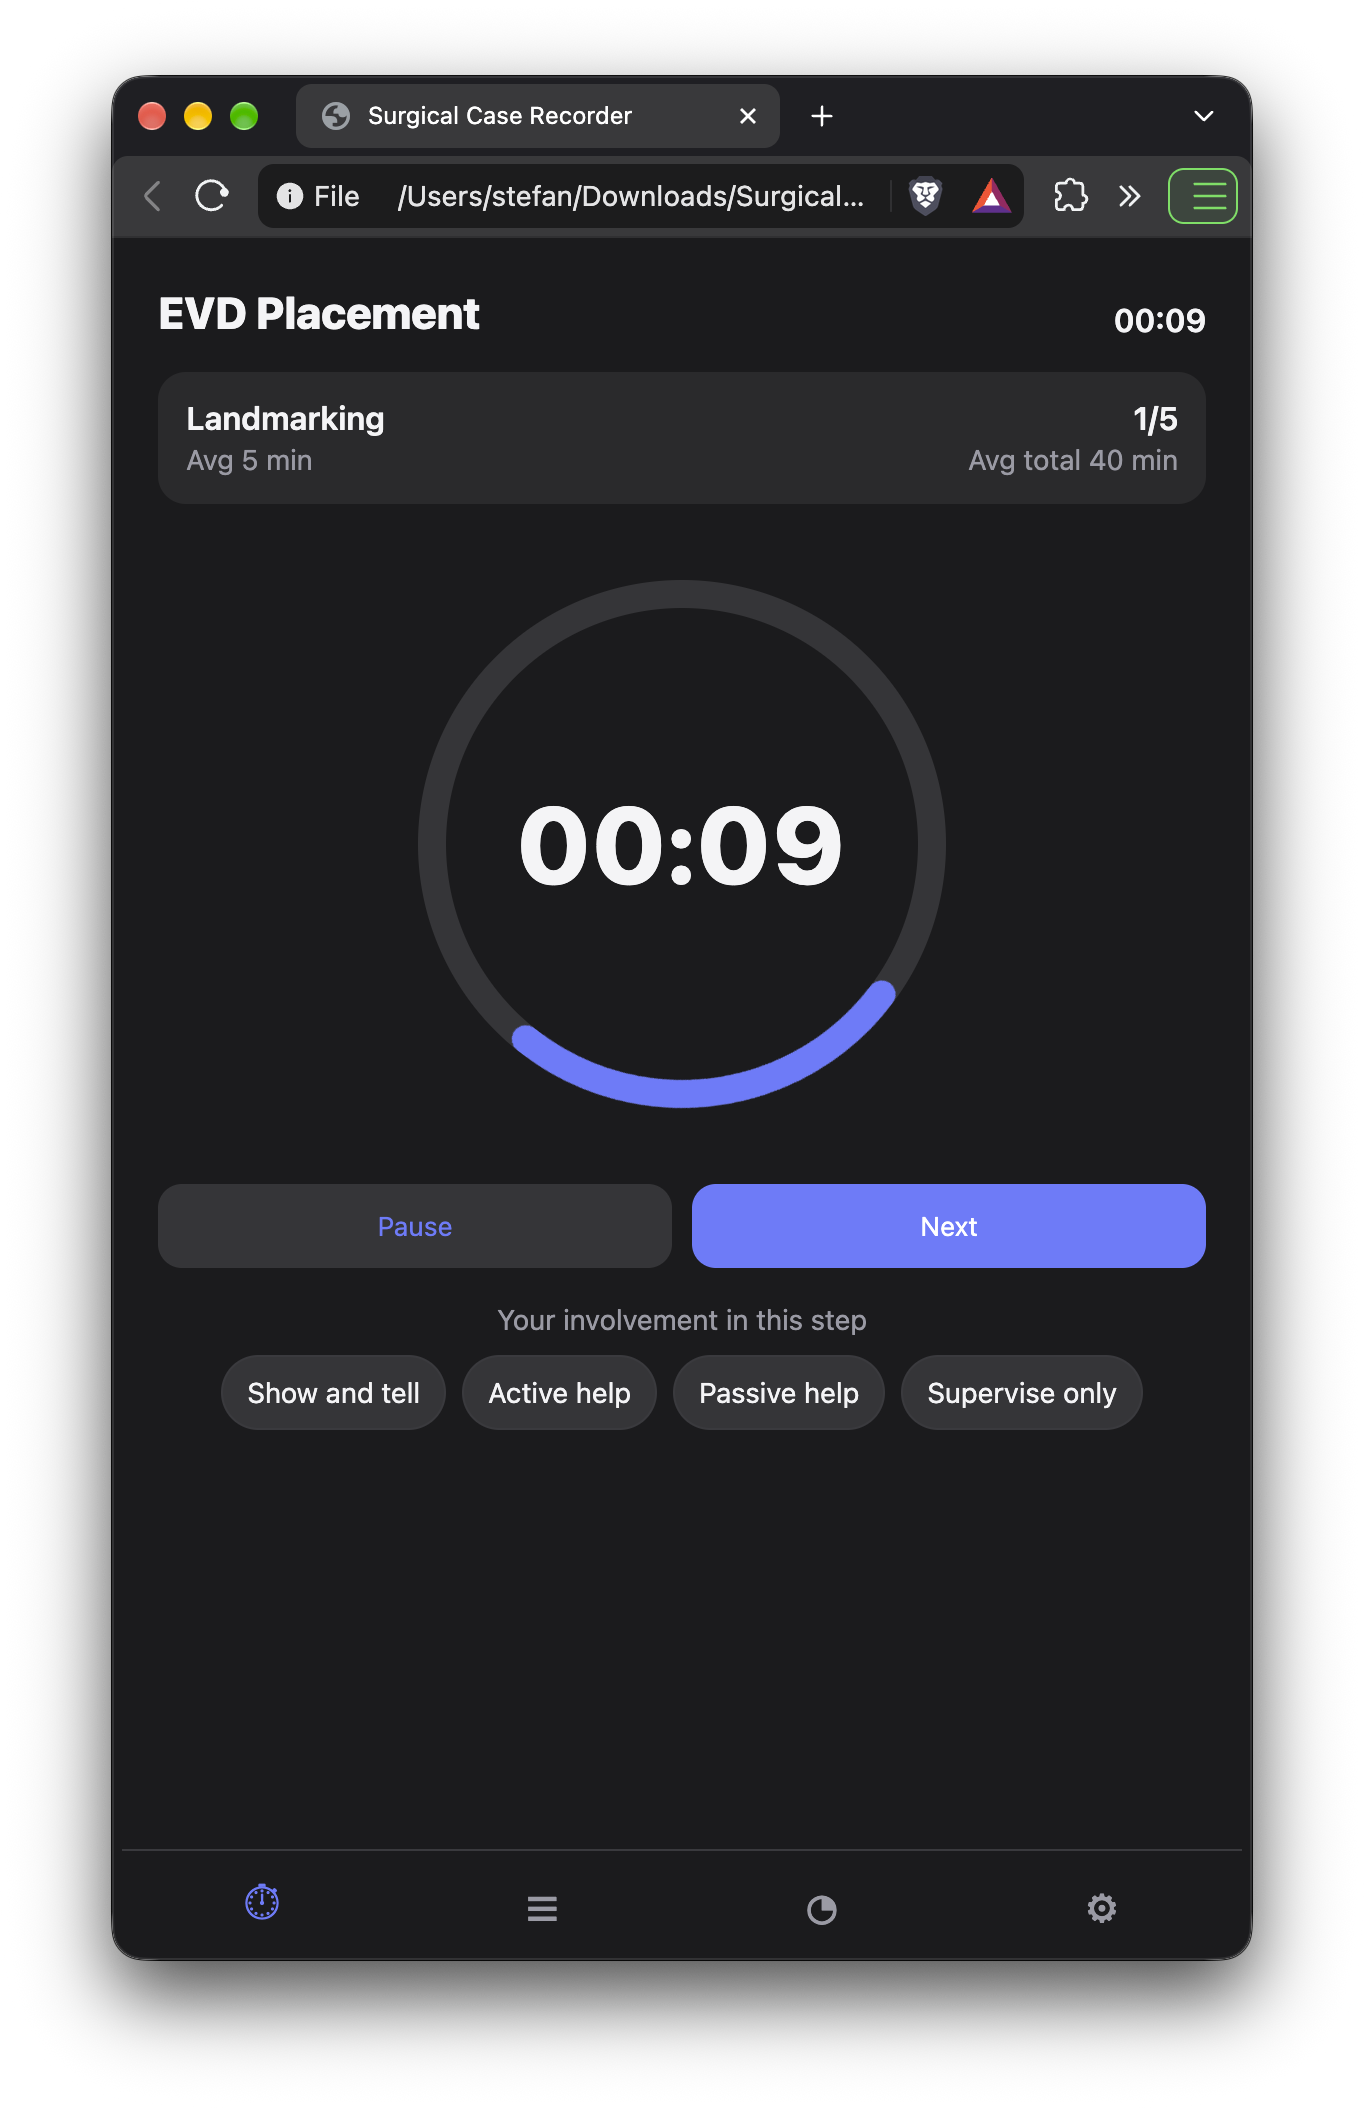 Surgical Case Recorder
File /Users/stefan/Downloads/Surgical...
EVD Placement 00:09
Landmarking 1/5
Avg 5 min Avg total 40 min
00:09
Pause Next
Your involvement in this step
Show and tell Active help Passive help Supervise only